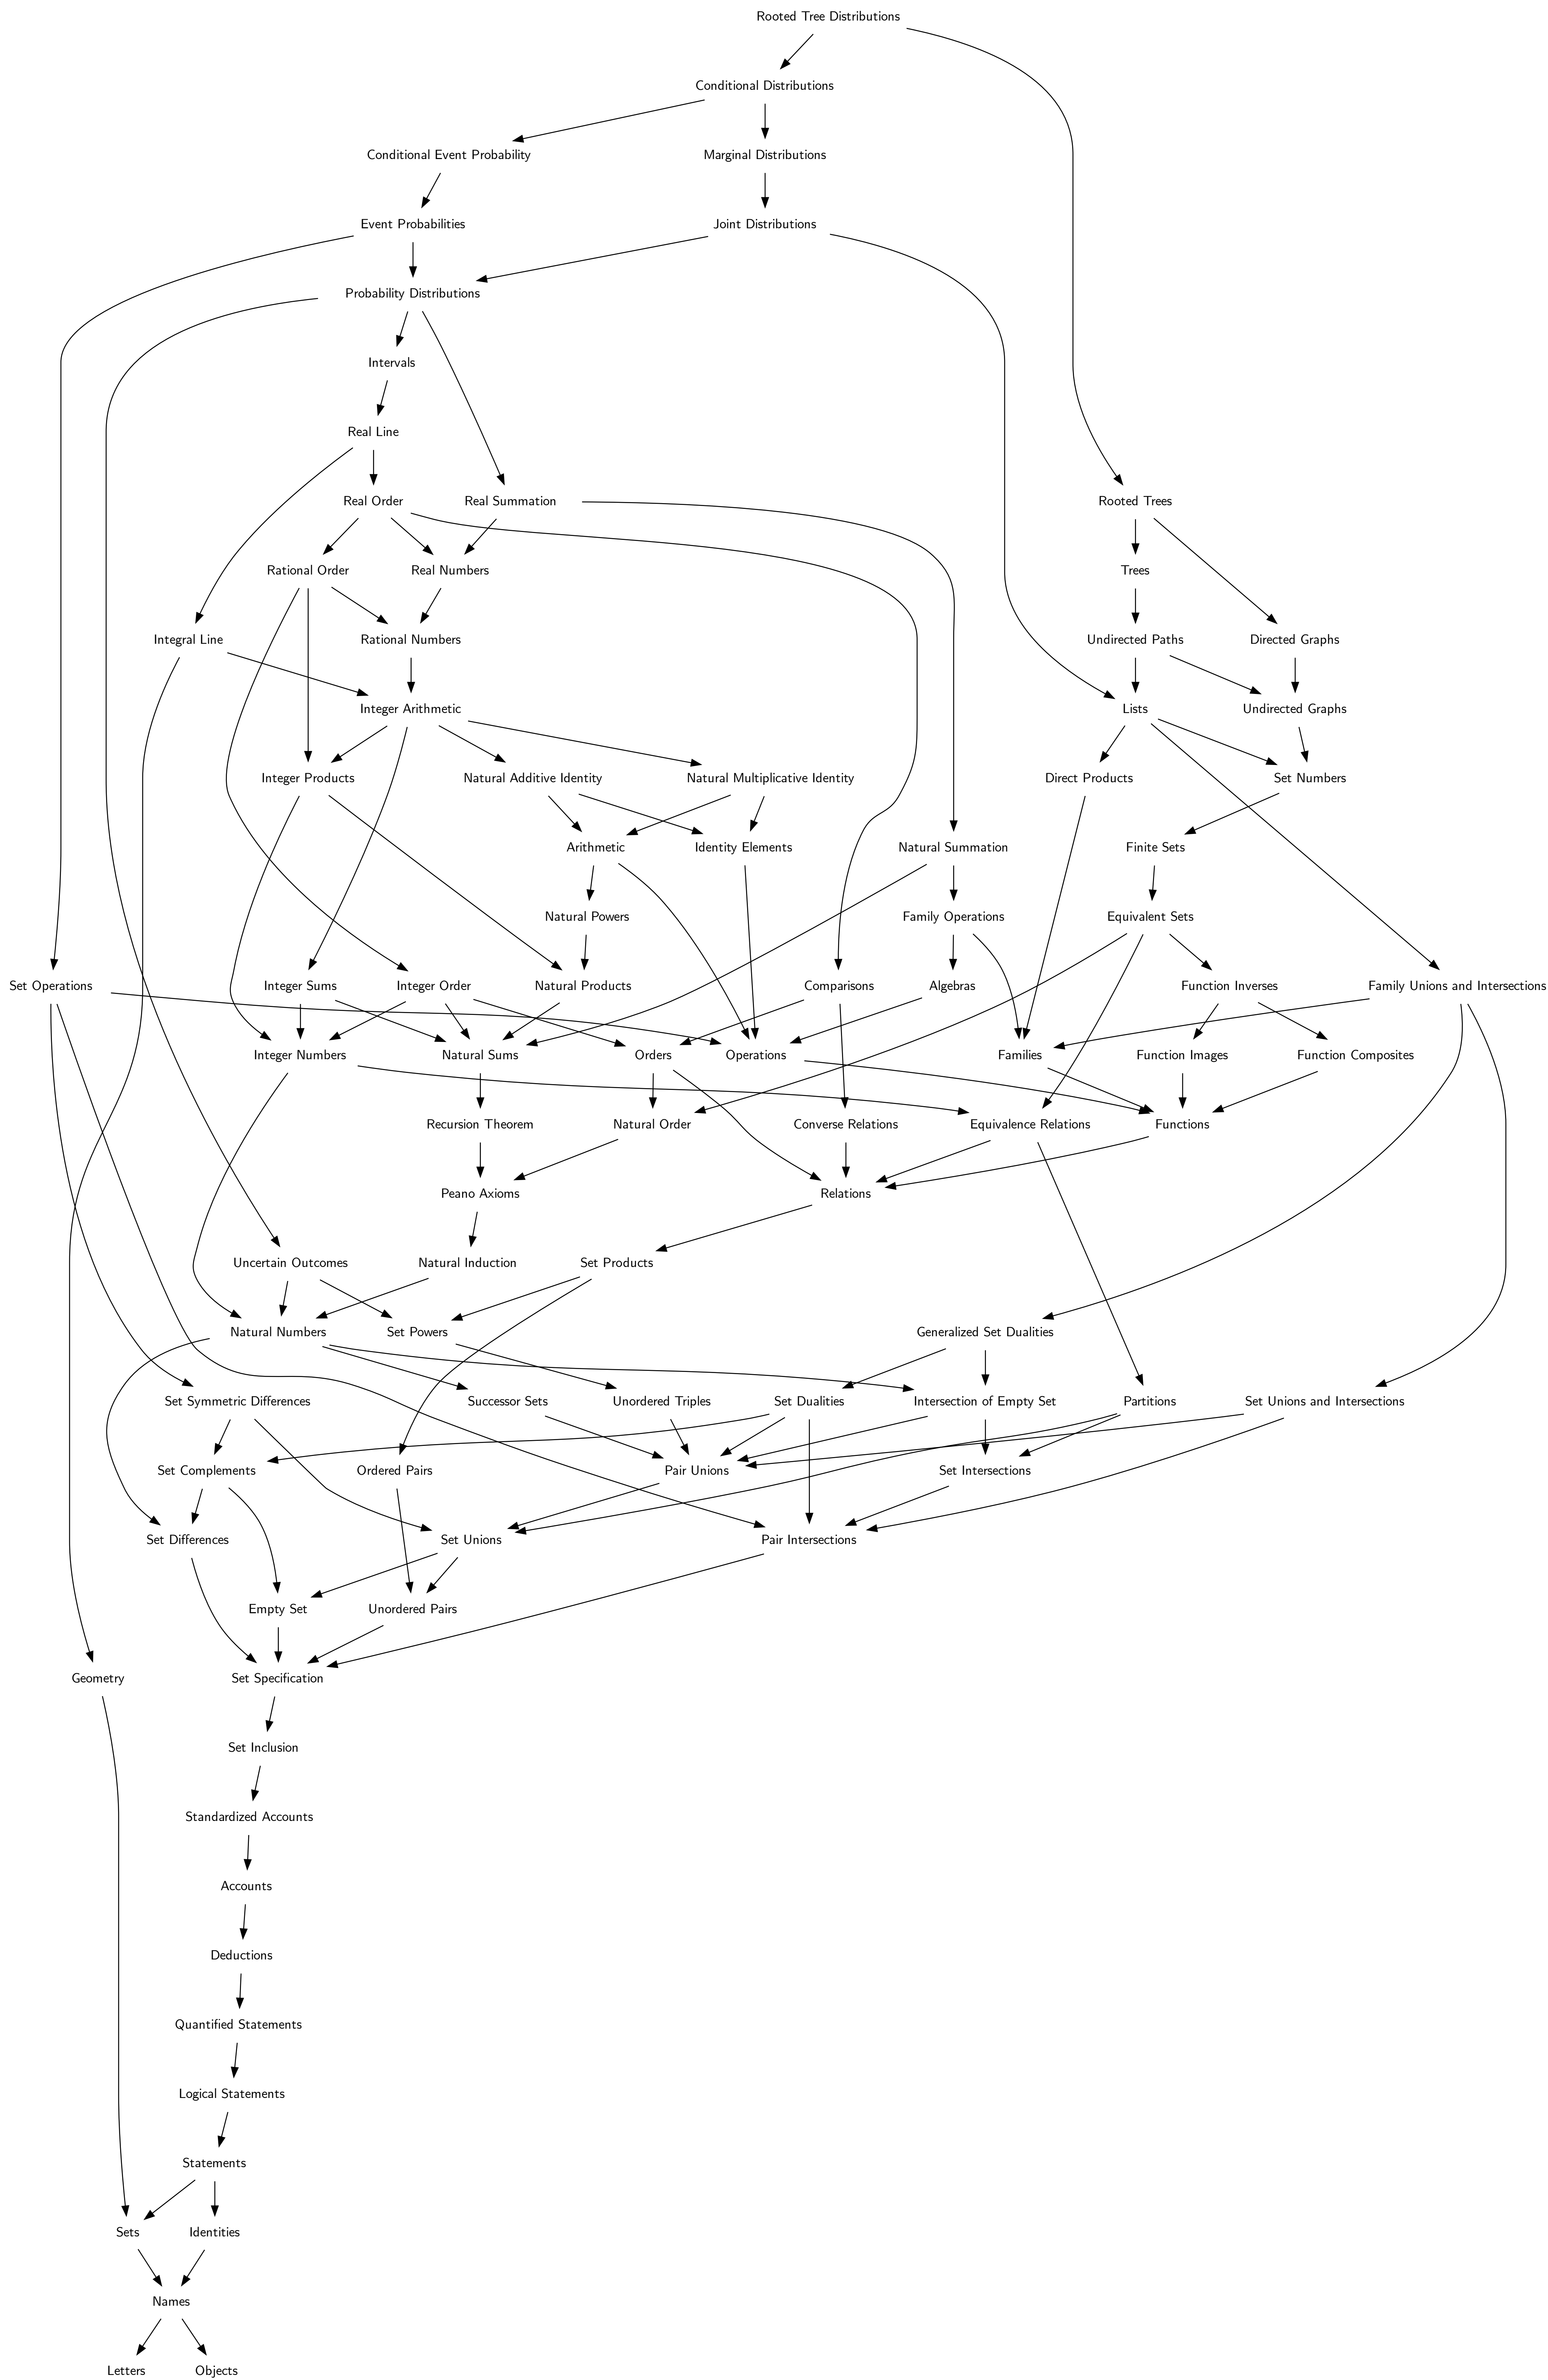 Rooted Tree Distributions
Conditional Distributions
Conditional Event Probability
Marginal Distributions
Event Probabilities
Joint Distributions
Probability Distributions
Intervals
Real Line
Real Order
Real Summation
Rooted Trees
Rational Order
Real Numbers
Trees
Integral Line
Rational Numbers
Undirected Paths
Directed Graphs
Integer Arithmetic
Lists
Undirected Graphs
Integer Products
Natural Additive Identity
Natural Multiplicative Identity
Direct Products
Set Numbers
Arithmetic
Identity Elements
Natural Summation
Finite Sets
Natural Powers
Family Operations
Equivalent Sets
Set Operations
Integer Sums
Integer Order
Natural Products
Comparisons
Algebras
Function Inverses
Family Unions and Intersections
Integer Numbers
Natural Sums
Orders
Operations
Families
Function Images
Function Composites
Recursion Theorem
Natural Order
Converse Relations
Equivalence Relations
Functions
Peano Axioms
Relations
Uncertain Outcomes
Natural Induction
Set Products
Natural Numbers
Set Powers
Generalized Set Dualities
Set Symmetric Differences
Successor Sets
Unordered Triples
Set Dualities
Intersection of Empty Set
Partitions
Set Unions and Intersections
Set Complements
Ordered Pairs
Pair Unions
Set Intersections
Set Differences
Set Unions
Pair Intersections
Empty Set
Unordered Pairs
Geometry
Set Specification
Set Inclusion
Standardized Accounts
Accounts
Deductions
Quantified Statements
Logical Statements
Statements
Sets
Identities
Names
Letters
Objects